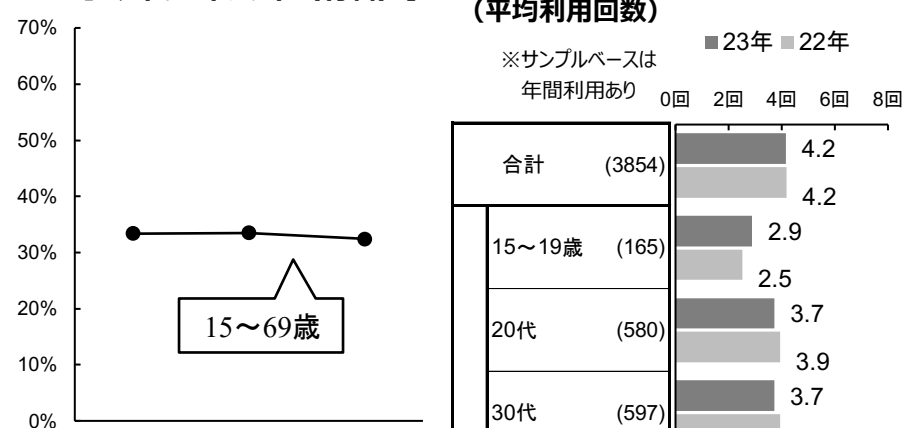 (平均利用回数)
70%
60%
50%
40%
30%
20%
10%
0%
15～69歳
※サンプルベースは
年間利用あり
■23年 ■22年
0回 2回 4回 6回 8回
合計 (3854)
4.2
4.2
15～19歳 (165)
2.9
2.5
20代 (580)
3.7
3.9
30代 (597)
3.7